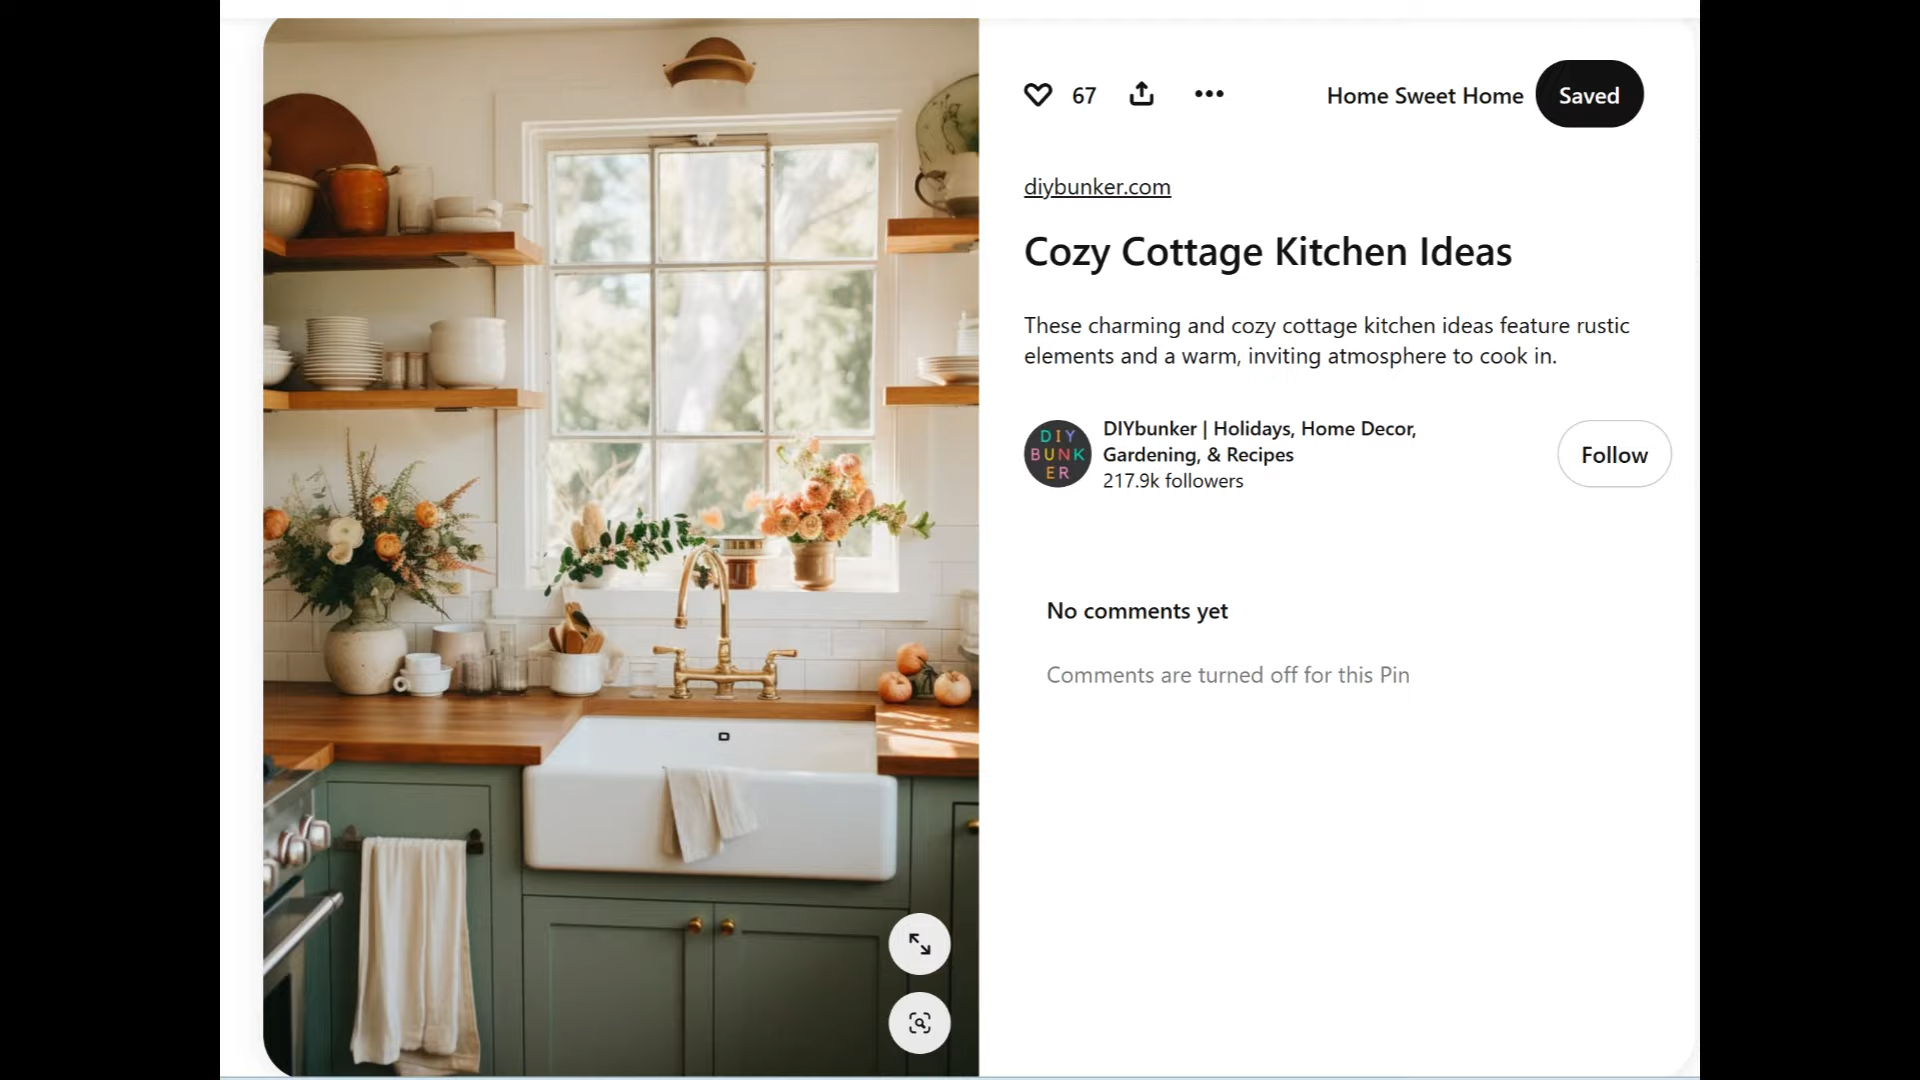 67
Home Sweet Home
Saved
diybunker.com
Cozy Cottage Kitchen Ideas
These charming and cozy cottage kitchen ideas feature rustic
elements and a warm, inviting atmosphere to cook in.
DIY
BUNK
ER
DIYbunker | Holidays, Home Decor,
Gardening, & Recipes
217.9k followers
Follow
No comments yet
Comments are turned off for this Pin